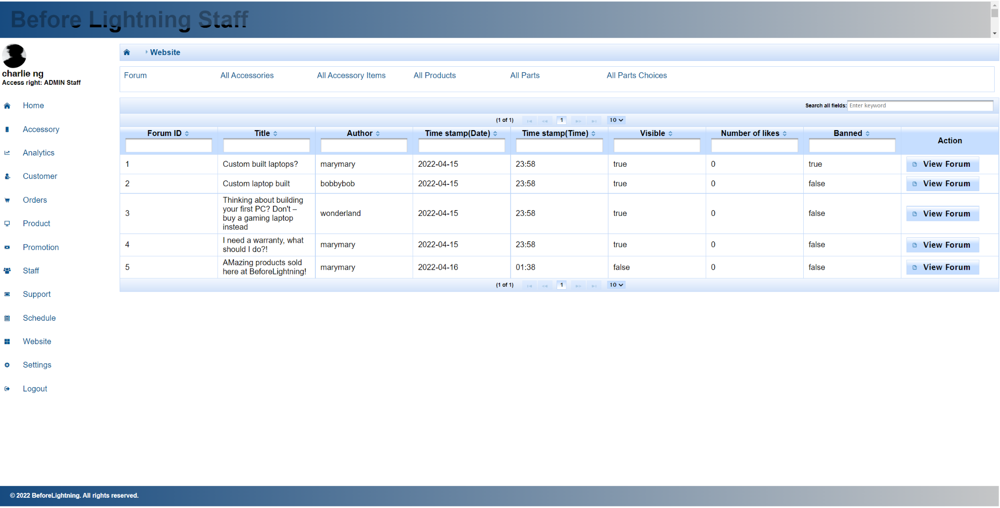 Before Lightning Staff
charlie ng
Access right: ADMIN Staff
Home
Accessory
Analytics
Customer
Orders
Product
Promotion
Staff
Support
Schedule
Website
Settings
Logout
Website
Forum All Accessories All Accessory Items All Products All Parts All Parts Choices
Search all fields: Enter keyword
(1 of 1) 1 10
Forum ID Title Author Time stamp(Date) Time stamp(Time) Visible Number of likes Banned Action
1 Custom built laptops? marymary 2022-04-15 23:58 true 0 true View Forum
2 Custom laptop built bobbybob 2022-04-15 23:58 true 0 false View Forum
3 Thinking about building
your first PC? Don't –
buy a gaming laptop
instead wonderland 2022-04-15 23:58 true 0 false View Forum
4 I need a warranty, what
should I do?! marymary 2022-04-15 23:58 true 0 false View Forum
5 AMazing products sold
here at BeforeLightning! marymary 2022-04-16 01:38 false 0 false View Forum
(1 of 1) 1 10
© 2022 BeforeLightning. All rights reserved.